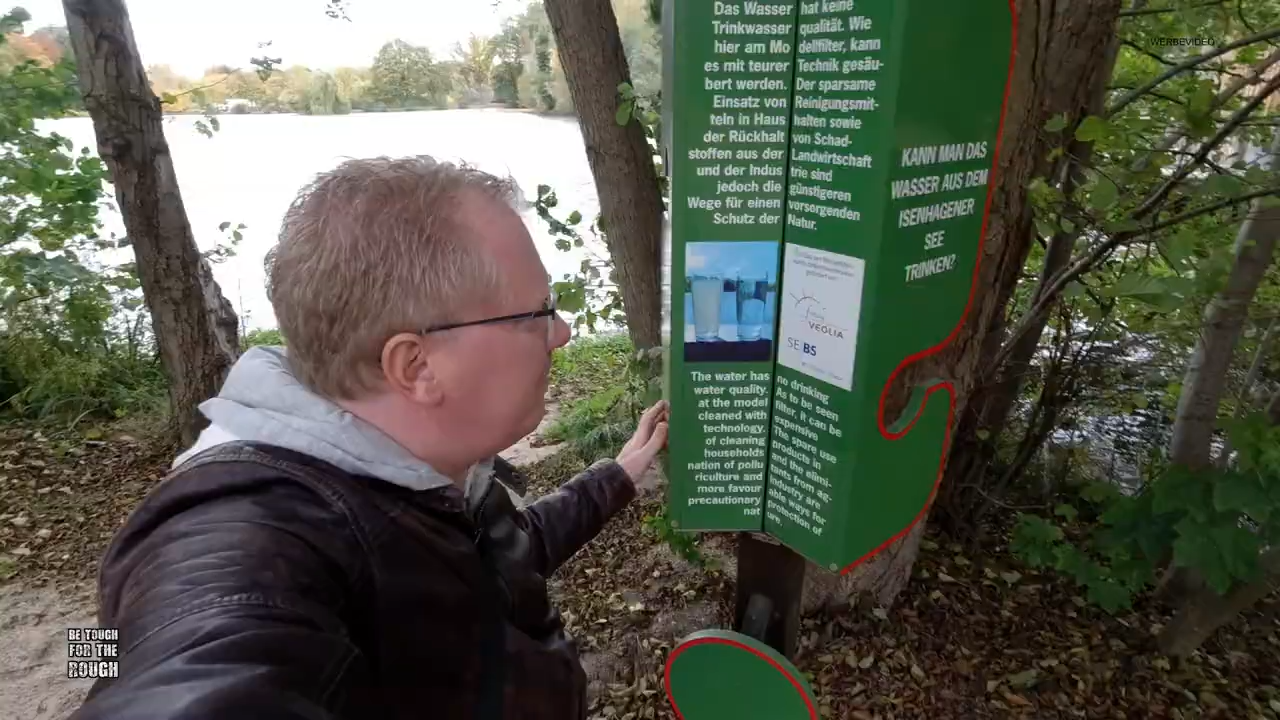 WERBEVIDEO
Das Wasser hat keine
Trinkwasser qualität. Wie
hier am Mo dellfilter, kann
es mit teurer Technik gesäu-
bert werden. Der sparsame
Einsatz von Reinigungsmit-
teln in Haus halten sowie
der Rückhalt von Schad-
stoffen aus der Landwirtschaft
und der Indus trie sind
jedoch die günstigeren
Wege für einen vorsorgenden
Schutz der Natur.
KANN MAN DAS
WASSER AUS DEM
ISENHAGENER
SEE
TRINKEN?
VEOLIA
SE|BS
The water has no drinking
water quality. As to be seen
at the model filter, it can be
cleaned with expensive
technology. The spare use
of cleaning products in
households and the elimi-
nation of pollu tants from ag-
riculture and industry are
more favour able ways for
precautionary protection of
nat ure.
BE TOUGH
FOR THE
ROUGH